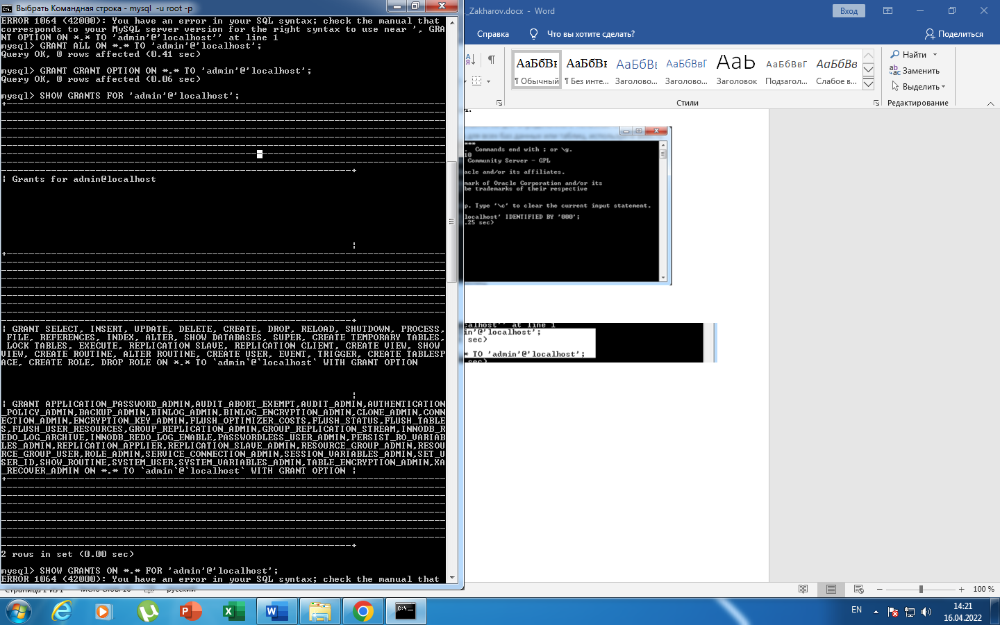 Выбрать Командная строка - mysql  -u root -p
ERROR 1064 (42000): You have an error in your SQL syntax; check the manual that
corresponds to your MySQL server version for the right syntax to use near ', GRA
NT OPTION ON *.* TO 'admin'@'localhost'' at line 1
mysql> GRANT ALL ON *.* TO 'admin'@'localhost';
Query OK, 0 rows affected (0.41 sec)
mysql> GRANT GRANT OPTION ON *.* TO 'admin'@'localhost';
Query OK, 0 rows affected (0.06 sec)
mysql> SHOW GRANTS FOR 'admin'@'localhost';
| Grants for admin@localhost
| GRANT SELECT, INSERT, UPDATE, DELETE, CREATE, DROP, RELOAD, SHUTDOWN, PROCESS,
FILE, REFERENCES, INDEX, ALTER, SHOW DATABASES, SUPER, CREATE TEMPORARY TABLES,
LOCK TABLES, EXECUTE, REPLICATION SLAVE, REPLICATION CLIENT, CREATE VIEW, SHOW
VIEW, CREATE ROUTINE, ALTER ROUTINE, CREATE USER, EVENT, TRIGGER, CREATE TABLESP
ACE, CREATE ROLE, DROP ROLE ON *.* TO `admin`@`localhost` WITH GRANT OPTION
|
| GRANT APPLICATION_PASSWORD_ADMIN,AUDIT_ABORT_EXEMPT,AUDIT_ADMIN,AUTHENTICATION
_POLICY_ADMIN,BACKUP_ADMIN,BINLOG_ADMIN,BINLOG_ENCRYPTION_ADMIN,CLONE_ADMIN,CONN
ECTION_ADMIN,ENCRYPTION_KEY_ADMIN,FLUSH_OPTIMIZER_COSTS,FLUSH_STATUS,FLUSH_TABLE
S,FLUSH_USER_RESOURCES,GROUP_REPLICATION_ADMIN,GROUP_REPLICATION_STREAM,INNODB_R
EDO_LOG_ARCHIVE,INNODB_REDO_LOG_ENABLE,PASSWORDLESS_USER_ADMIN,PERSIST_RO_VARIAB
LES_ADMIN,REPLICATION_APPLIER,REPLICATION_SLAVE_ADMIN,RESOURCE_GROUP_ADMIN,RESOU
RCE_GROUP_USER,ROLE_ADMIN,SERVICE_CONNECTION_ADMIN,SESSION_VARIABLES_ADMIN,SET_U
SER_ID,SHOW_ROUTINE,SYSTEM_USER,SYSTEM_VARIABLES_ADMIN,TABLE_ENCRYPTION_ADMIN,XA
_RECOVER_ADMIN ON *.* TO `admin`@`localhost` WITH GRANT OPTION |
2 rows in set (0.00 sec)
mysql> SHOW GRANTS ON *.* FOR 'admin'@'localhost';
ERROR 1064 (42000): You have an error in your SQL syntax; check the manual that
_Zakharov.docx  -  Word
Вход
Справка
Что вы хотите сделать?
Поделиться
АаБбВв
¶ Обычный
АаБбВв
¶ Без инте...
АаБбВв
Заголово...
АаБбВвГ
Заголово...
Ааb
Заголовок
АаБбВвГ
Подзагол...
АаБбВв
Слабое в...
Стили
Найти
Заменить
Выделить
Редактирование
.  Commands end with ; or \g.
10
Community Server - GPL
acle and/or its affiliates.
mark of Oracle Corporation and/or its
be trademarks of their respective
p. Type '\c' to clear the current input statement.
localhost' IDENTIFIED BY '000';
.25 sec)
calhost'' at line 1
in'@'localhost';
sec)
* TO 'admin'@'localhost';
sec)
Страница 1 из 1
русский
100 %
EN
14:21
16.04.2022